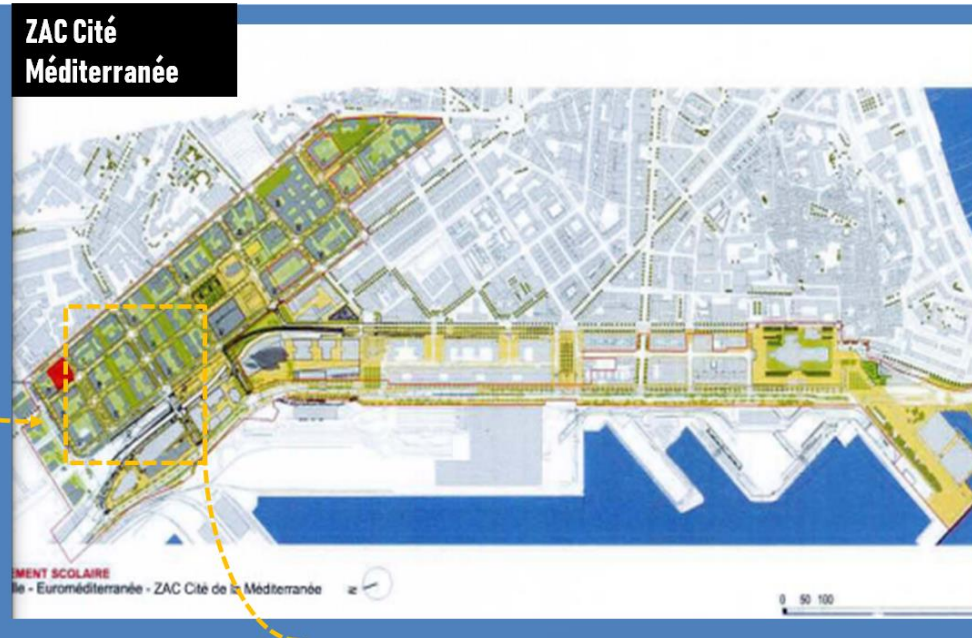 ZAC Cité
Méditerranée
EMENT SCOLAIRE
lle - Euroméditerranée - ZAC Cité de la Méditerranée
N
0 50 100